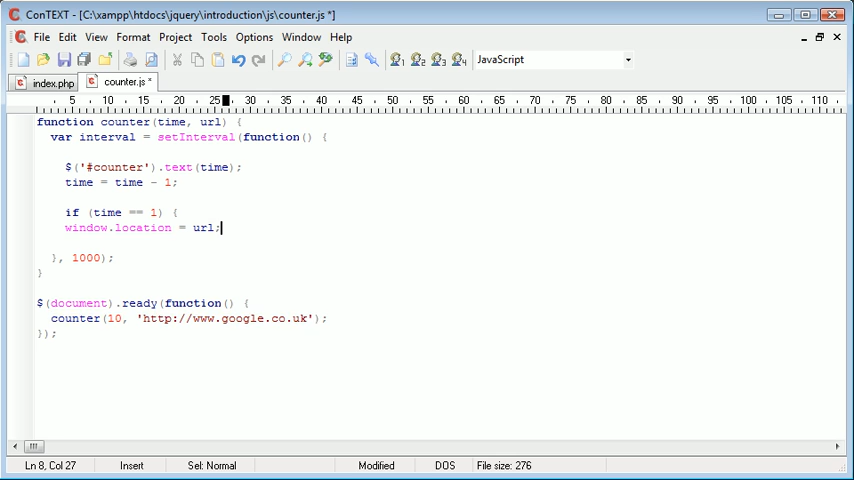 ConTEXT - [C:\xampp\htdocs\jquery\introduction\js\counter.js *]
File Edit View Format Project Tools Options Window Help
1 2 3 4 JavaScript
index.php counter.js *
5 10 15 20 25 30 35 40 45 50 55 60 65 70 75 80 85 90 95 100 105 110
function counter(time, url) {
var interval = setInterval(function() {
$('#counter').text(time);
time = time - 1;
if (time == 1) {
window.location = url;
}, 1000);
}
$(document).ready(function() {
counter(10, 'http://www.google.co.uk');
});
Ln 8, Col 27 Insert Sel: Normal Modified DOS File size: 276